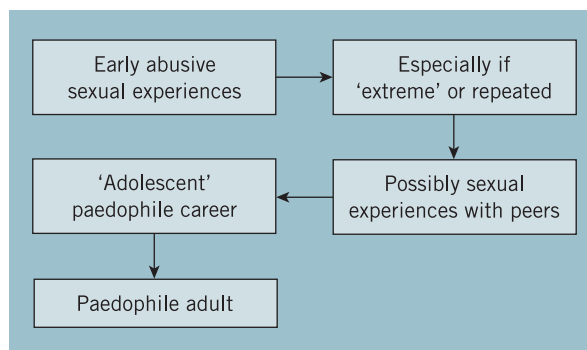 Early abusive
sexual experiences
Especially if
‘extreme’ or repeated
Possibly sexual
experiences with peers
‘Adolescent’
paedophile career
Paedophile adult